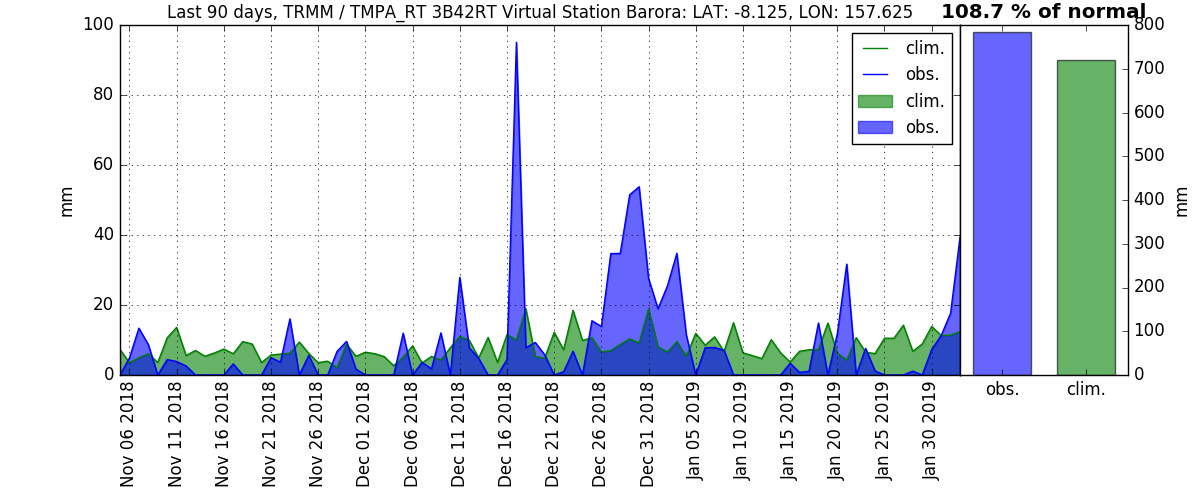 Last 90 days, TRMM / TMPA_RT 3B42RT Virtual Station Barora: LAT: -8.125, LON: 157.625
108.7 % of normal
100
80
60
40
20
0
mm
clim.
obs.
clim.
obs.
800
700
600
500
400
300
200
100
0
mm
obs.
clim.
Nov 06 2018
Nov 11 2018
Nov 16 2018
Nov 21 2018
Nov 26 2018
Dec 01 2018
Dec 06 2018
Dec 11 2018
Dec 16 2018
Dec 21 2018
Dec 26 2018
Dec 31 2018
Jan 05 2019
Jan 10 2019
Jan 15 2019
Jan 20 2019
Jan 25 2019
Jan 30 2019